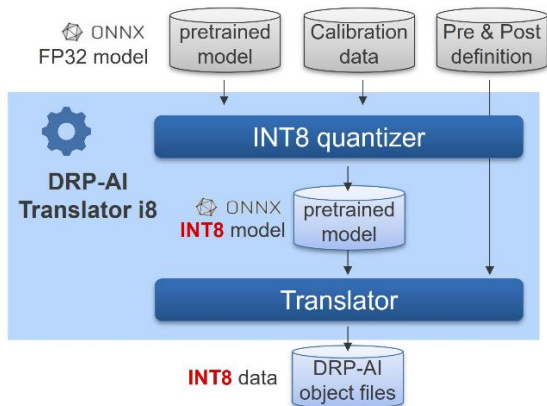 ONNX
FP32 model
pretrained
model
Calibration
data
Pre & Post
definition
INT8 quantizer
DRP-AI
Translator i8
ONNX
INT8 model
pretrained
model
Translator
INT8 data
DRP-AI
object files